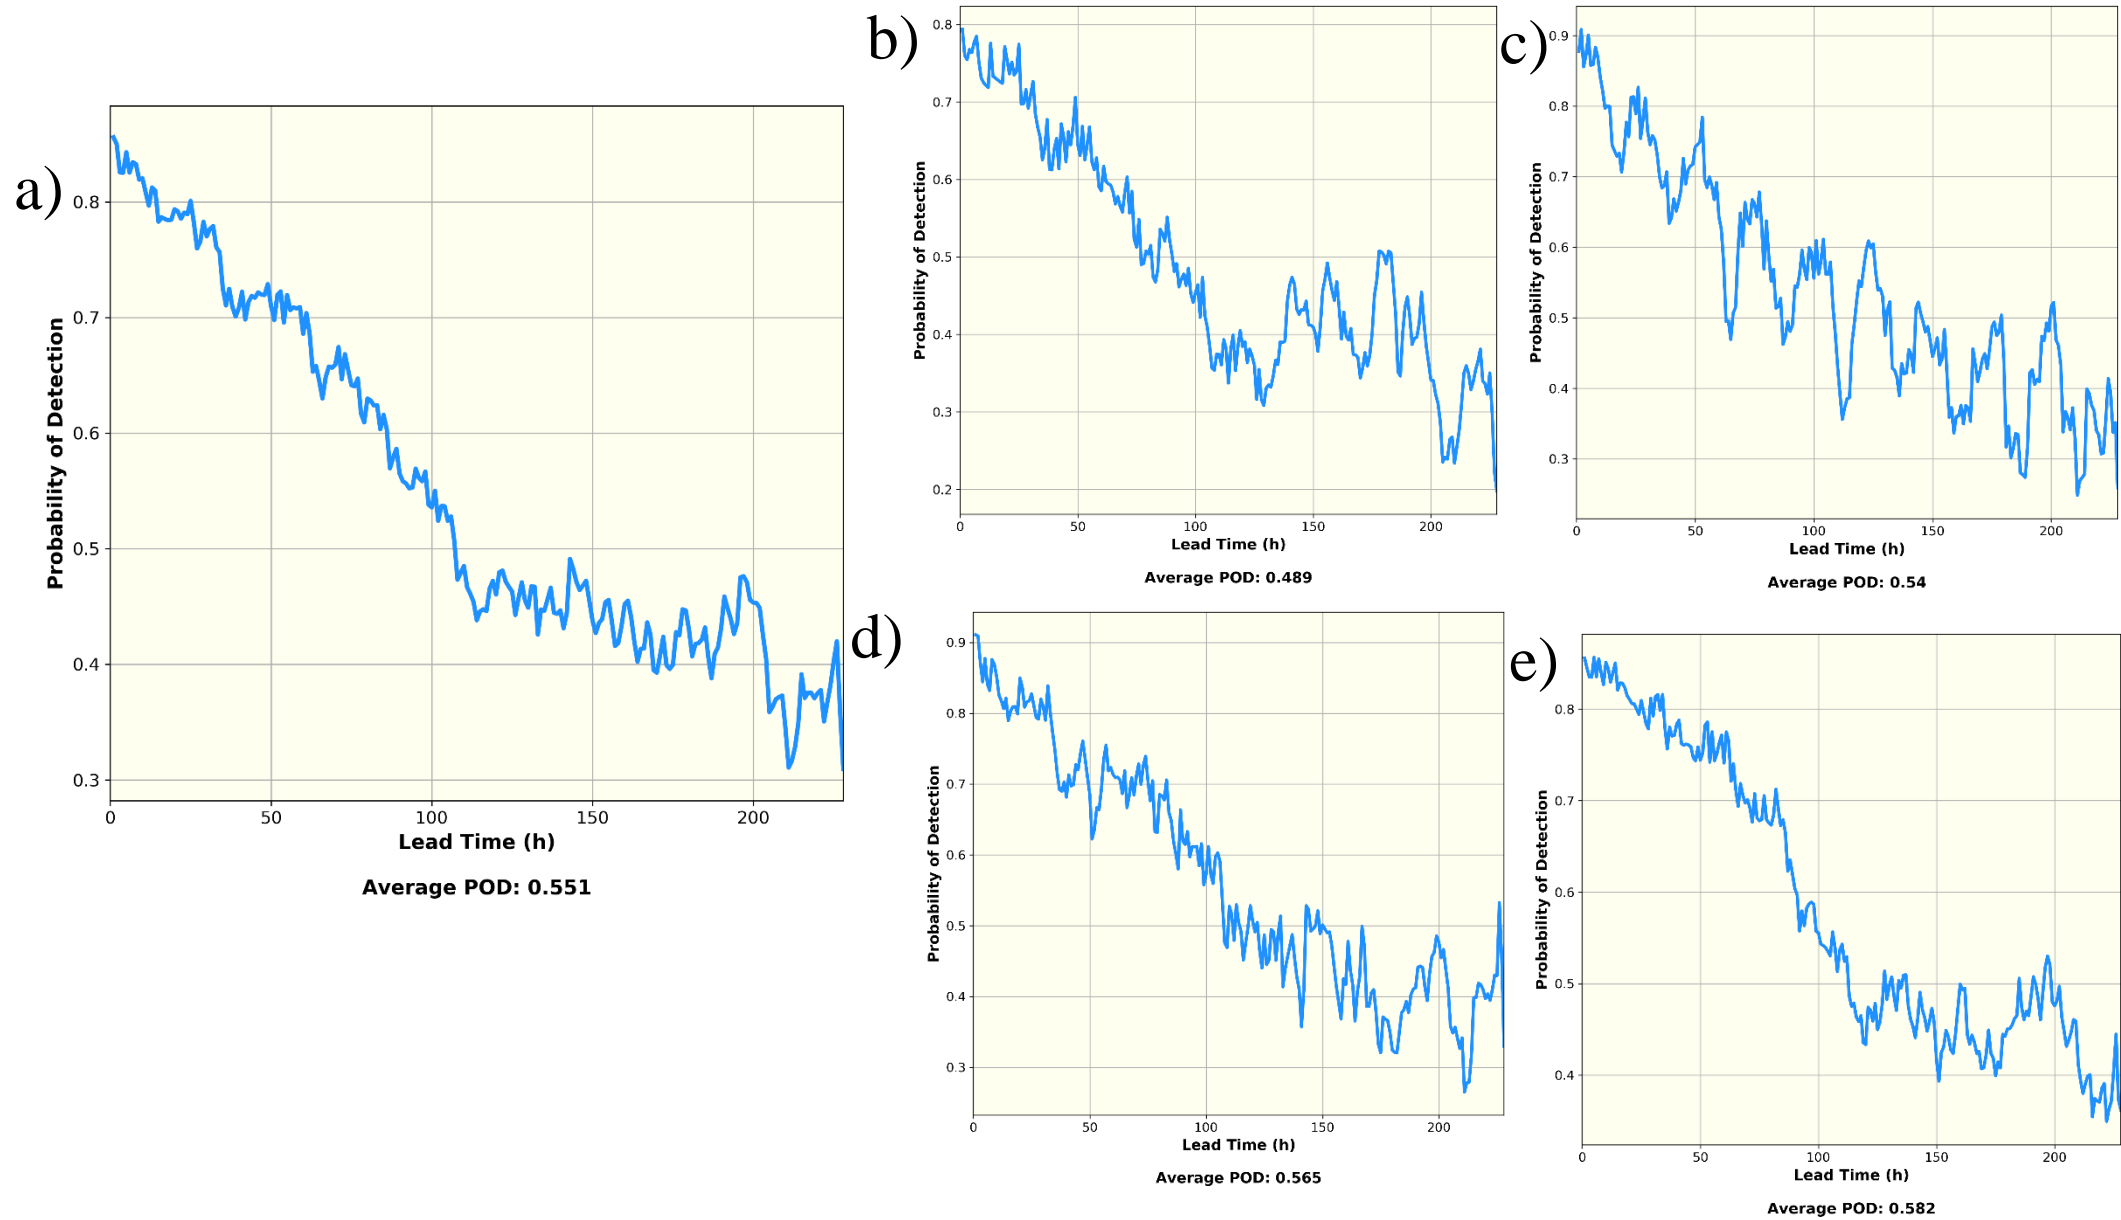 a)
Probability of Detection
0.8
0.7
0.6
0.5
0.4
0.3
0 50 100 150 200
Lead Time (h)
Average POD: 0.551
b)
Probability of Detection
0.8
0.7
0.6
0.5
0.4
0.3
0.2
0 50 100 150 200
Lead Time (h)
Average POD: 0.489
c)
Probability of Detection
0.9
0.8
0.7
0.6
0.5
0.4
0.3
0 50 100 150 200
Lead Time (h)
Average POD: 0.54
d)
Probability of Detection
0.9
0.8
0.7
0.6
0.5
0.4
0.3
0 50 100 150 200
Lead Time (h)
Average POD: 0.565
e)
Probability of Detection
0.8
0.7
0.6
0.5
0.4
0 50 100 150 200
Lead Time (h)
Average POD: 0.582